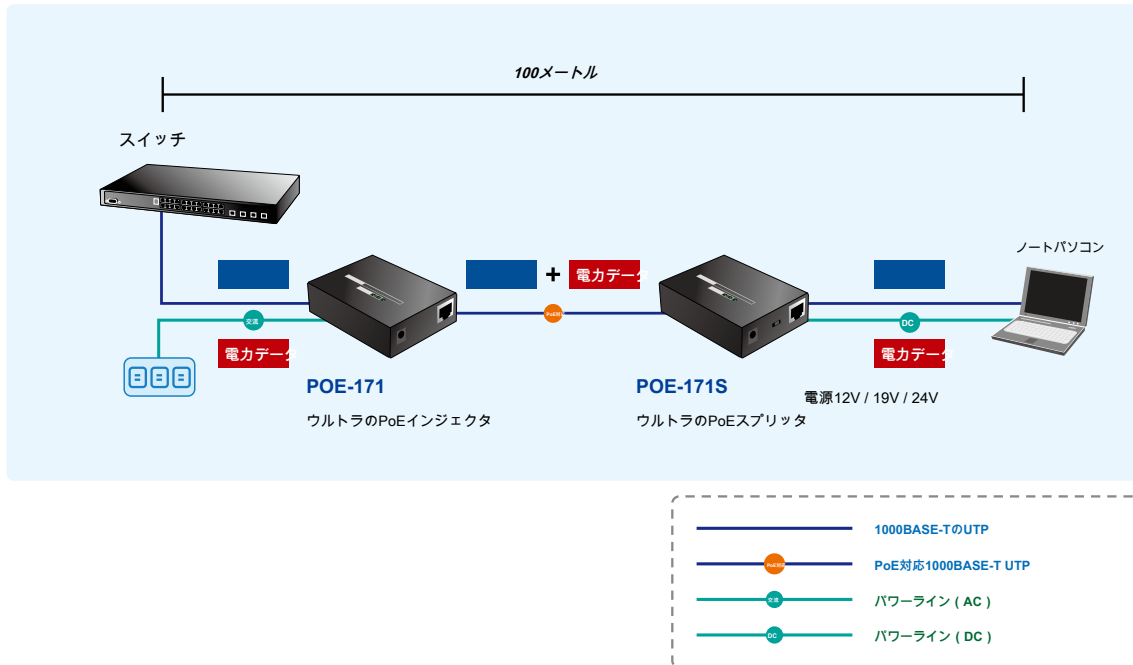 100メートル
スイッチ
ノートパソコン
+
電力データ
交流
PoE対
DC
電力データ
電力データ
POE-171
POE-171S
電源12V / 19V / 24V
ウルトラのPoEインジェクタ
ウルトラのPoEスプリッタ
1000BASE-TのUTP
PoE対応
PoE対応1000BASE-T UTP
交流
パワーライン ( AC )
DC
パワーライン ( DC )